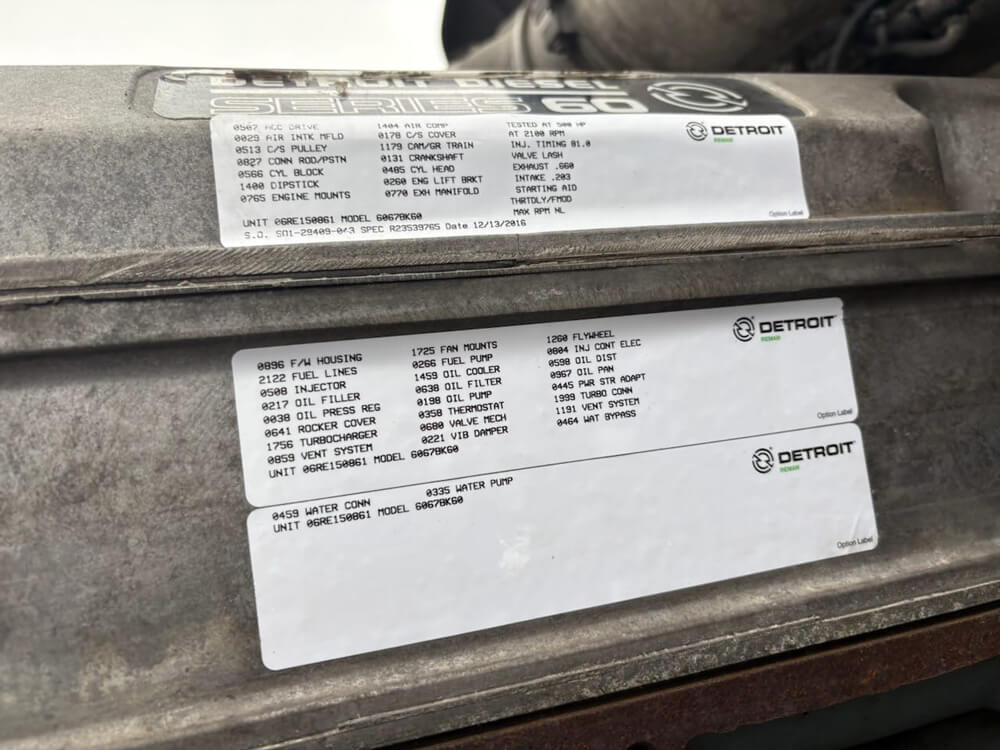 DETROIT DIESEL
SERIES 60
DETROIT
REMAN
0507 ACC DRIVE 1404 AIR COMP TESTED AT 500 HP
0029 AIR INTK MFLD 0178 C/S COVER AT 2100 RPM
0513 C/S PULLEY 1179 CAM/GR TRAIN INJ. TIMING 81.0
0827 CONN ROD/PSTN 0131 CRANKSHAFT VALVE LASH
0566 CYL BLOCK 0485 CYL HEAD EXHAUST .660
1400 DIPSTICK 0260 ENG LIFT BRKT INTAKE .203
0765 ENGINE MOUNTS 0770 EXH MANIFOLD STARTING AID
THRTDLY/FMOD
MAX RPM NL
UNIT 06RE150861 MODEL 6067BK60
S.O. SPEC R23539765 Date 12/13/2016
Option Label
DETROIT
REMAN
0896 F/W HOUSING 1725 FAN MOUNTS 1260 FLYWHEEL
2122 FUEL LINES 0266 FUEL PUMP 0804 INJ CONT ELEC
0508 INJECTOR 1459 OIL COOLER 0598 OIL DIST
0217 OIL FILLER 0638 OIL FILTER 0967 OIL PAN
0038 OIL PRESS REG 0198 OIL PUMP 0445 PWR STR ADAPT
0641 ROCKER COVER 0358 THERMOSTAT 1999 TURBO CONN
1756 TURBOCHARGER 0680 VALVE MECH 1191 VENT SYSTEM
0859 VENT SYSTEM 0221 VIB DAMPER 0464 WAT BYPASS
UNIT 06RE150861 MODEL 6067BK60
Option Label
DETROIT
REMAN
0459 WATER CONN 0335 WATER PUMP
UNIT 06RE150861 MODEL 6067BK60
Option Label